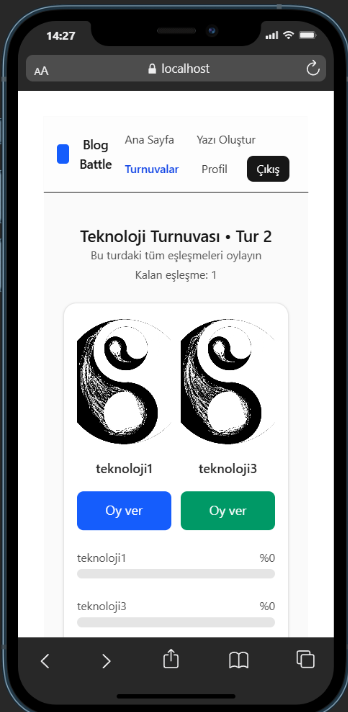 14:27
AA localhost
Blog Battle
Ana Sayfa Yazı Oluştur
Turnuvalar Profil Çıkış
Teknoloji Turnuvası • Tur 2
Bu turdaki tüm eşleşmeleri oylayın
Kalan eşleşme: 1
teknoloji1 teknoloji3
Oy ver Oy ver
teknoloji1 %0
teknoloji3 %0